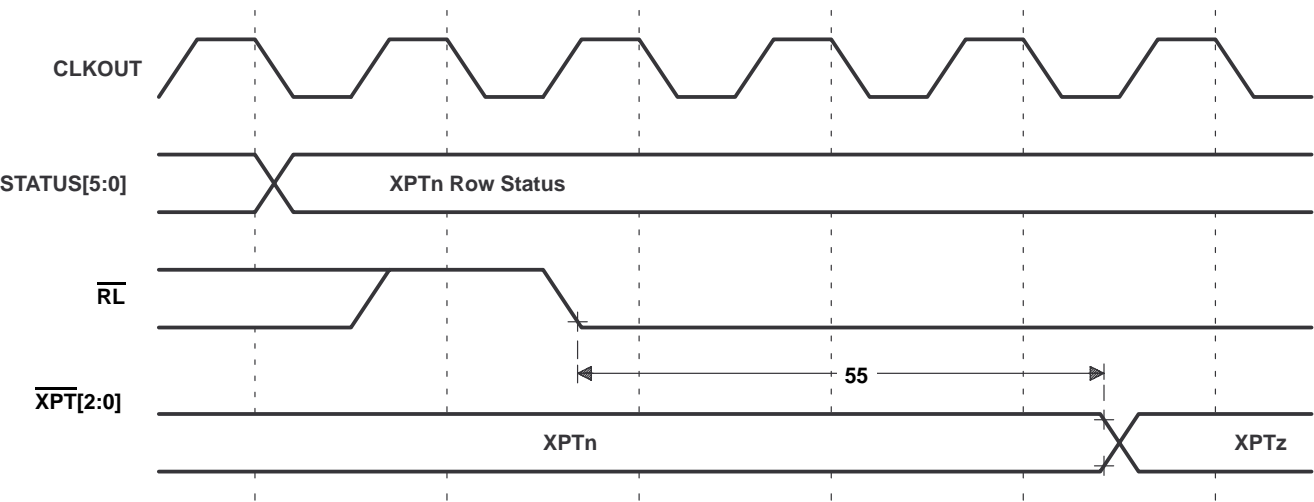 CLKOUT
STATUS[5:0]
XPTn Row Status
RL
55
XPT[2:0]
XPTn
XPTz